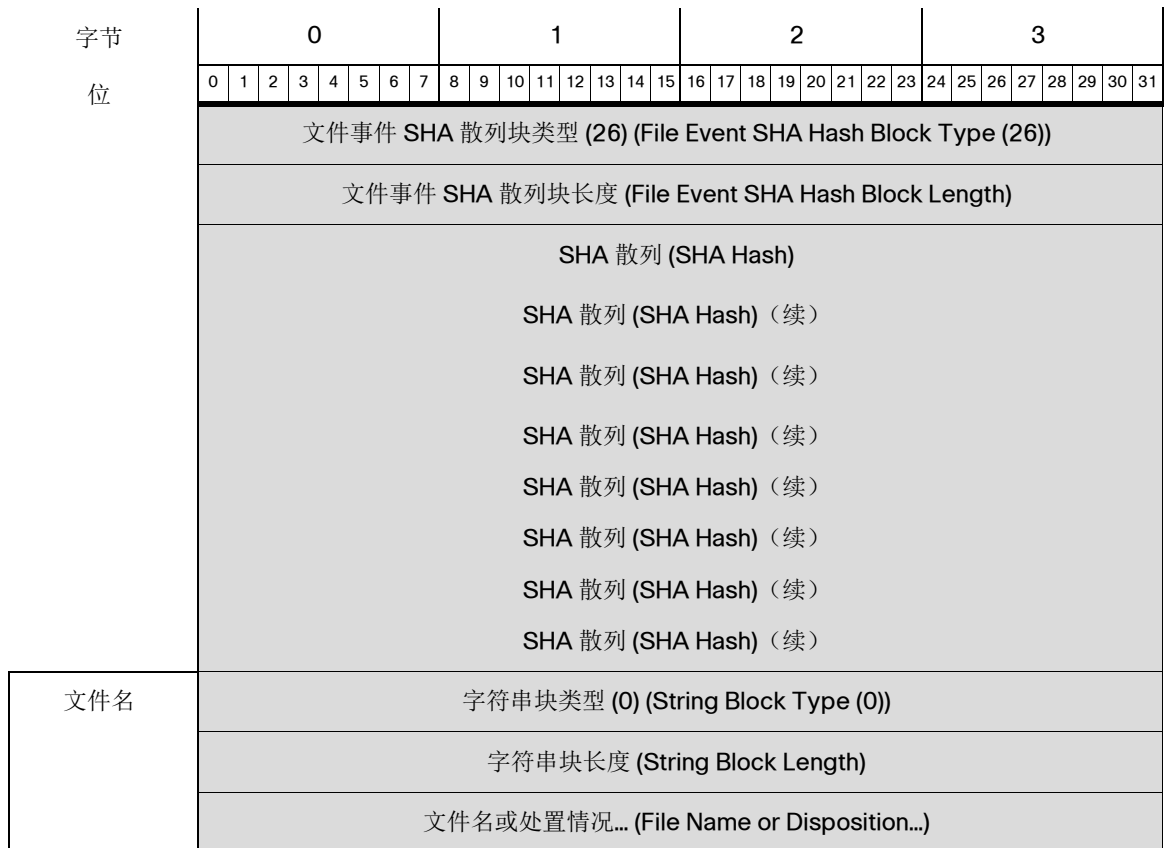 字节 0 1 2 3
位 0 1 2 3 4 5 6 7 8 9 10 11 12 13 14 15 16 17 18 19 20 21 22 23 24 25 26 27 28 29 30 31
文件事件 SHA 散列块类型 (26) (File Event SHA Hash Block Type (26))
文件事件 SHA 散列块长度 (File Event SHA Hash Block Length)
SHA 散列 (SHA Hash)
SHA 散列 (SHA Hash)（续）
SHA 散列 (SHA Hash)（续）
SHA 散列 (SHA Hash)（续）
SHA 散列 (SHA Hash)（续）
SHA 散列 (SHA Hash)（续）
SHA 散列 (SHA Hash)（续）
SHA 散列 (SHA Hash)（续）
文件名 字符串块类型 (0) (String Block Type (0))
字符串块长度 (String Block Length)
文件名或处置情况... (File Name or Disposition...)